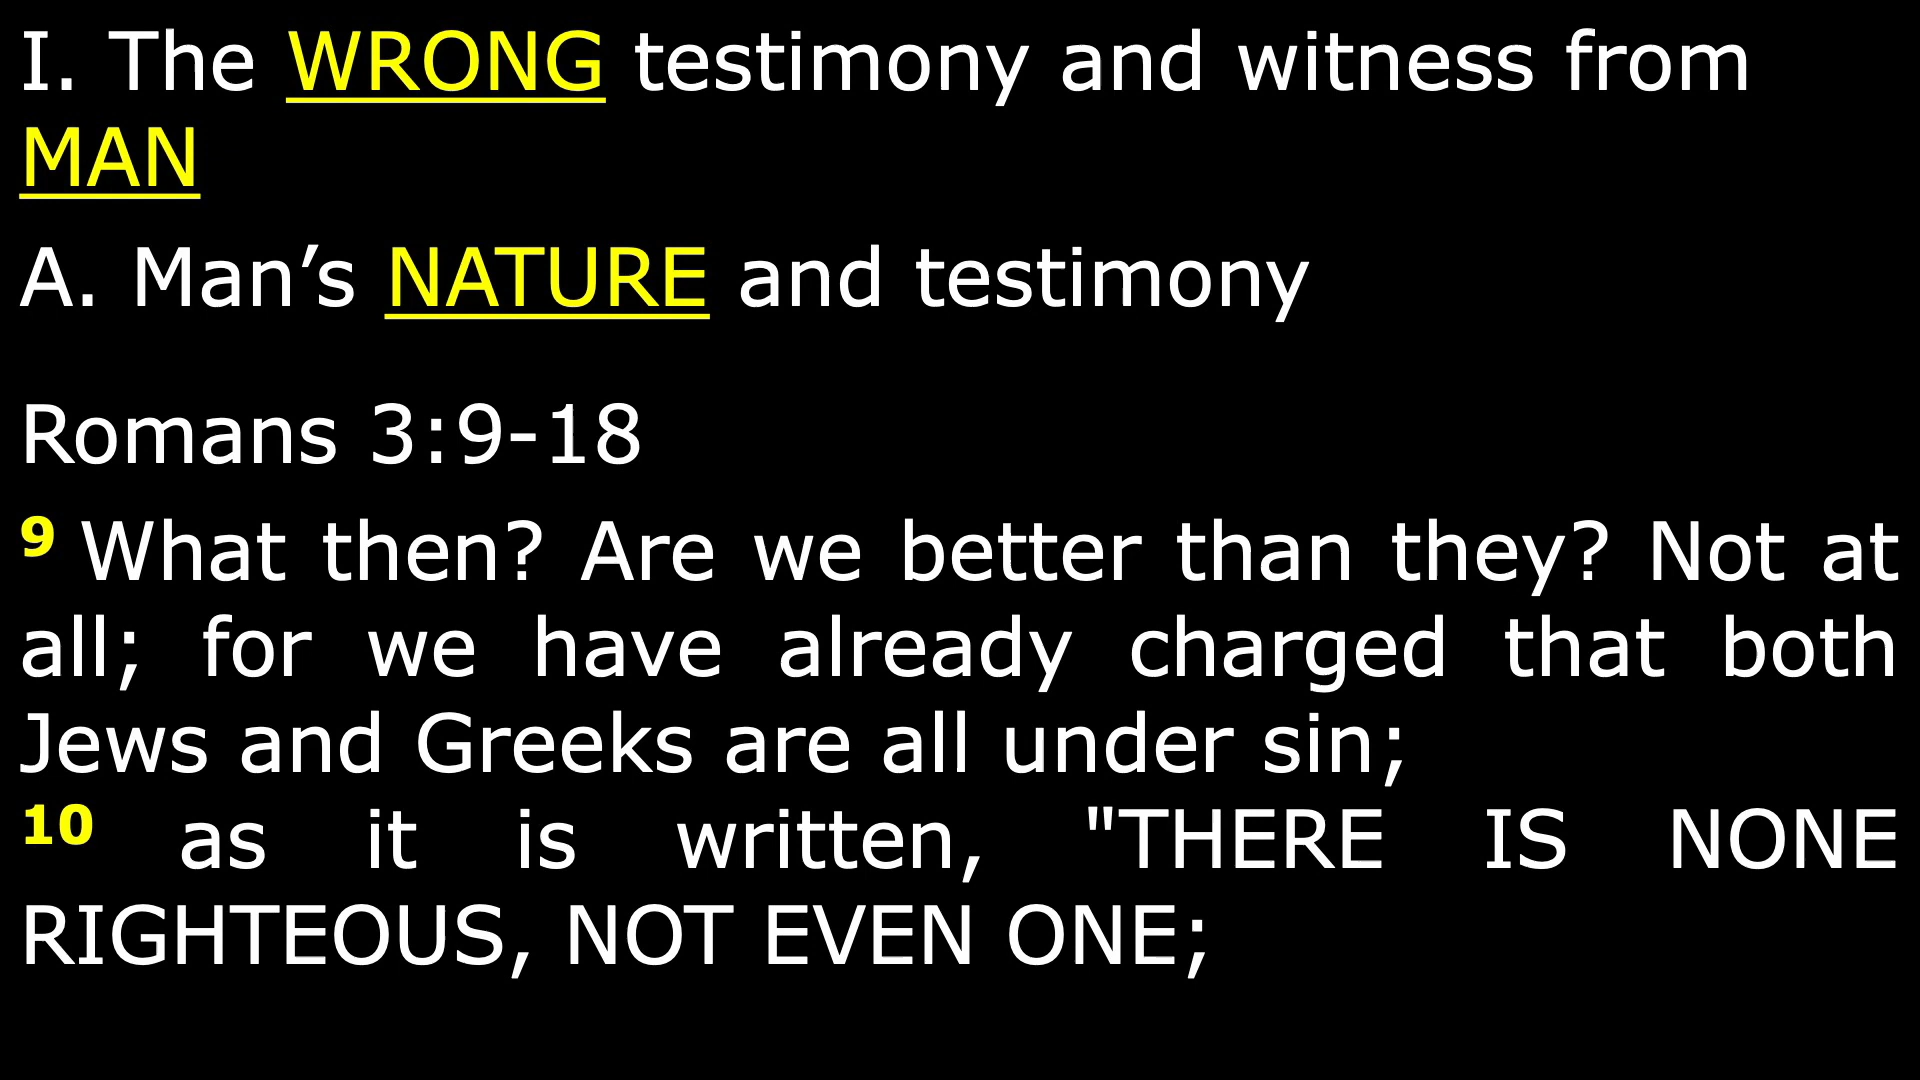 I. The WRONG testimony and witness from
MAN
A. Man’s NATURE and testimony
Romans 3:9-18
9 What then? Are we better than they? Not at
all; for we have already charged that both
Jews and Greeks are all under sin;
10 as it is written, "THERE IS NONE
RIGHTEOUS, NOT EVEN ONE;